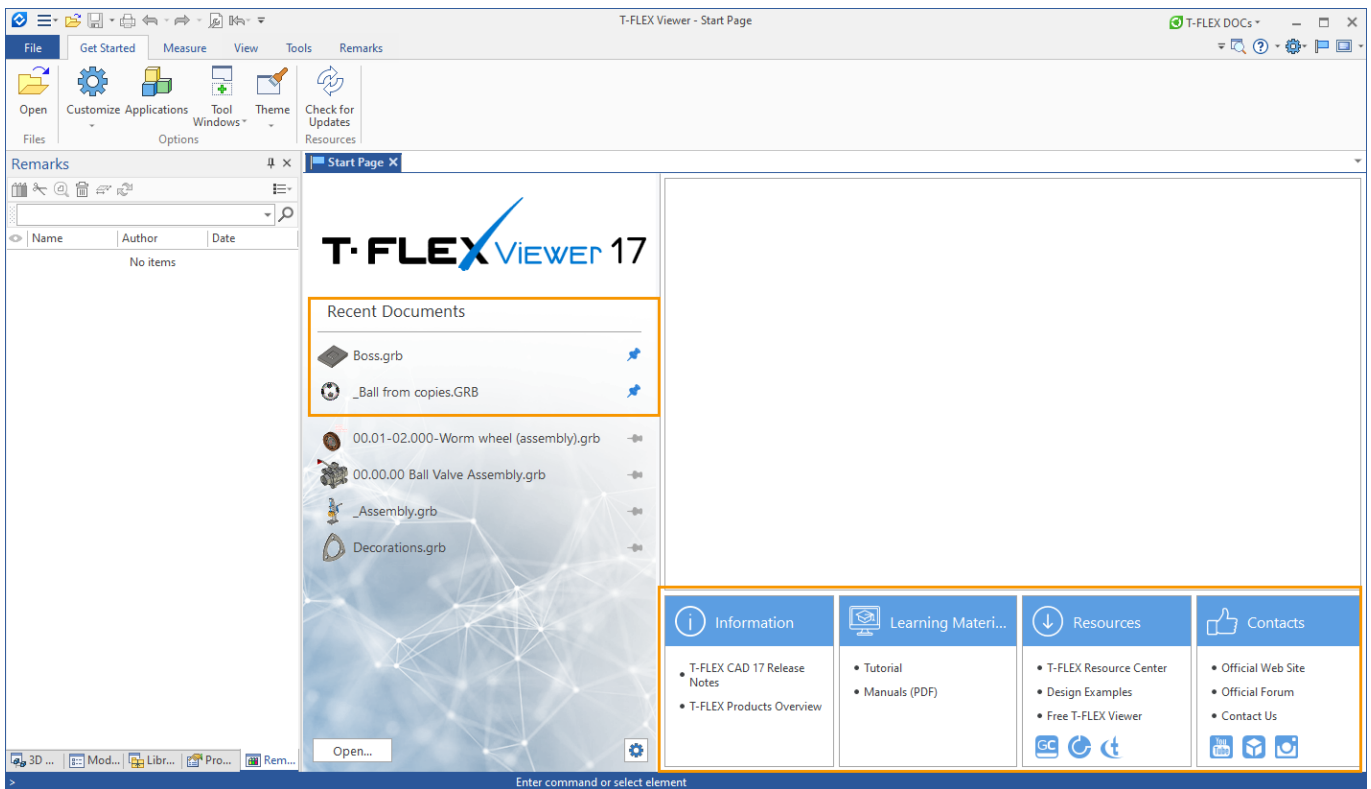 T-FLEX Viewer - Start Page
T-FLEX DOCs
File
Get Started
Measure
View
Tools
Remarks
Open
Customize
Applications
Tool Windows
Theme
Check for Updates
Files
Options
Resources
Remarks
Start Page
Name
Author
Date
No items
T-FLEX Viewer 17
Recent Documents
Boss.grb
_Ball from copies.GRB
00.01-02.000-Worm wheel (assembly).grb
00.00.00 Ball Valve Assembly.grb
_Assembly.grb
Decorations.grb
Open...
Information
T-FLEX CAD 17 Release
Notes
T-FLEX Products Overview
Learning Materi...
Tutorial
Manuals (PDF)
Resources
T-FLEX Resource Center
Design Examples
Free T-FLEX Viewer
GC
Contacts
Official Web Site
Official Forum
Contact Us
You
Tube
3D ...
Mod...
Libr...
Pro...
Rem...
>
Enter command or select element